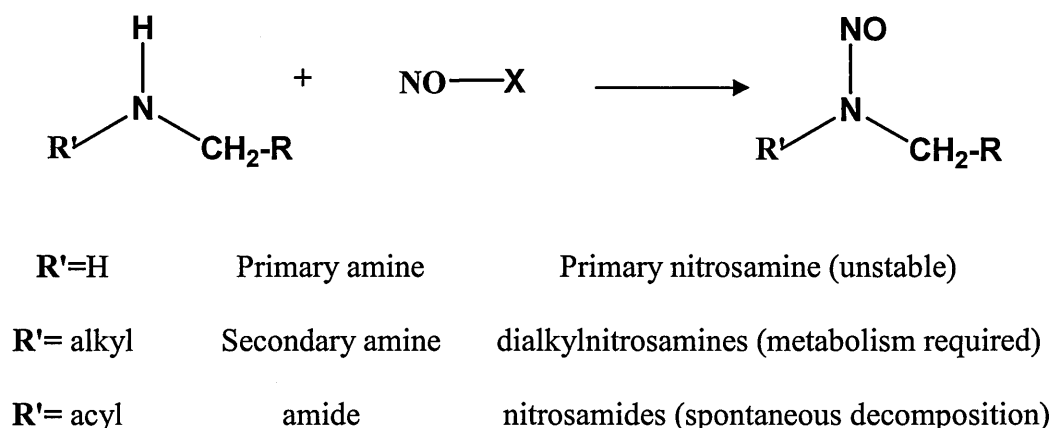 H NO
N + NO—X N
R' CH₂-R R' CH₂-R
R'=H Primary amine Primary nitrosamine (unstable)
R'= alkyl Secondary amine dialkylnitrosamines (metabolism required)
R'= acyl amide nitrosamides (spontaneous decomposition)